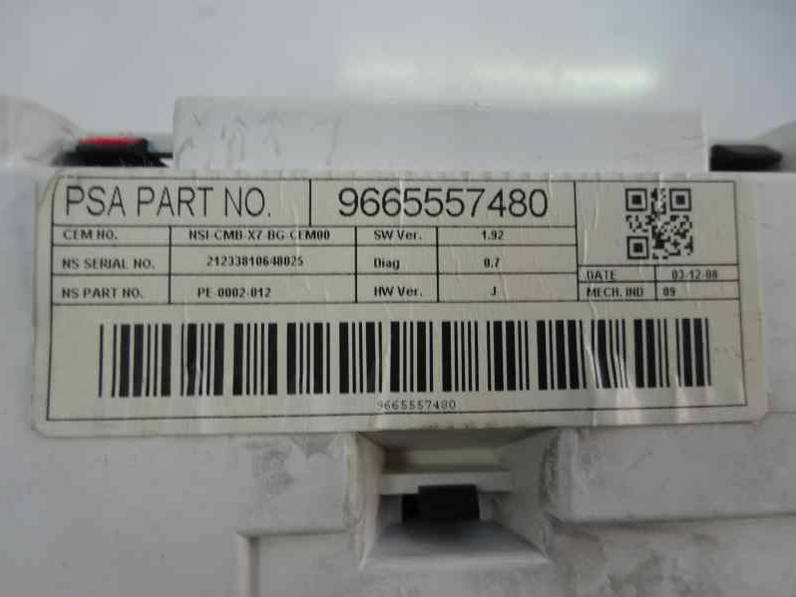 PSA PART NO. 9665557480
CEM NO. NSI-CMB-X7-BG-CEM00 SW Ver. 1.92
NS SERIAL NO. 21233810648025 Diag 0.7
DATE 03-12-08
NS PART NO. PE-0002-012 HW Ver. J
MECH. IND 09
9665557480